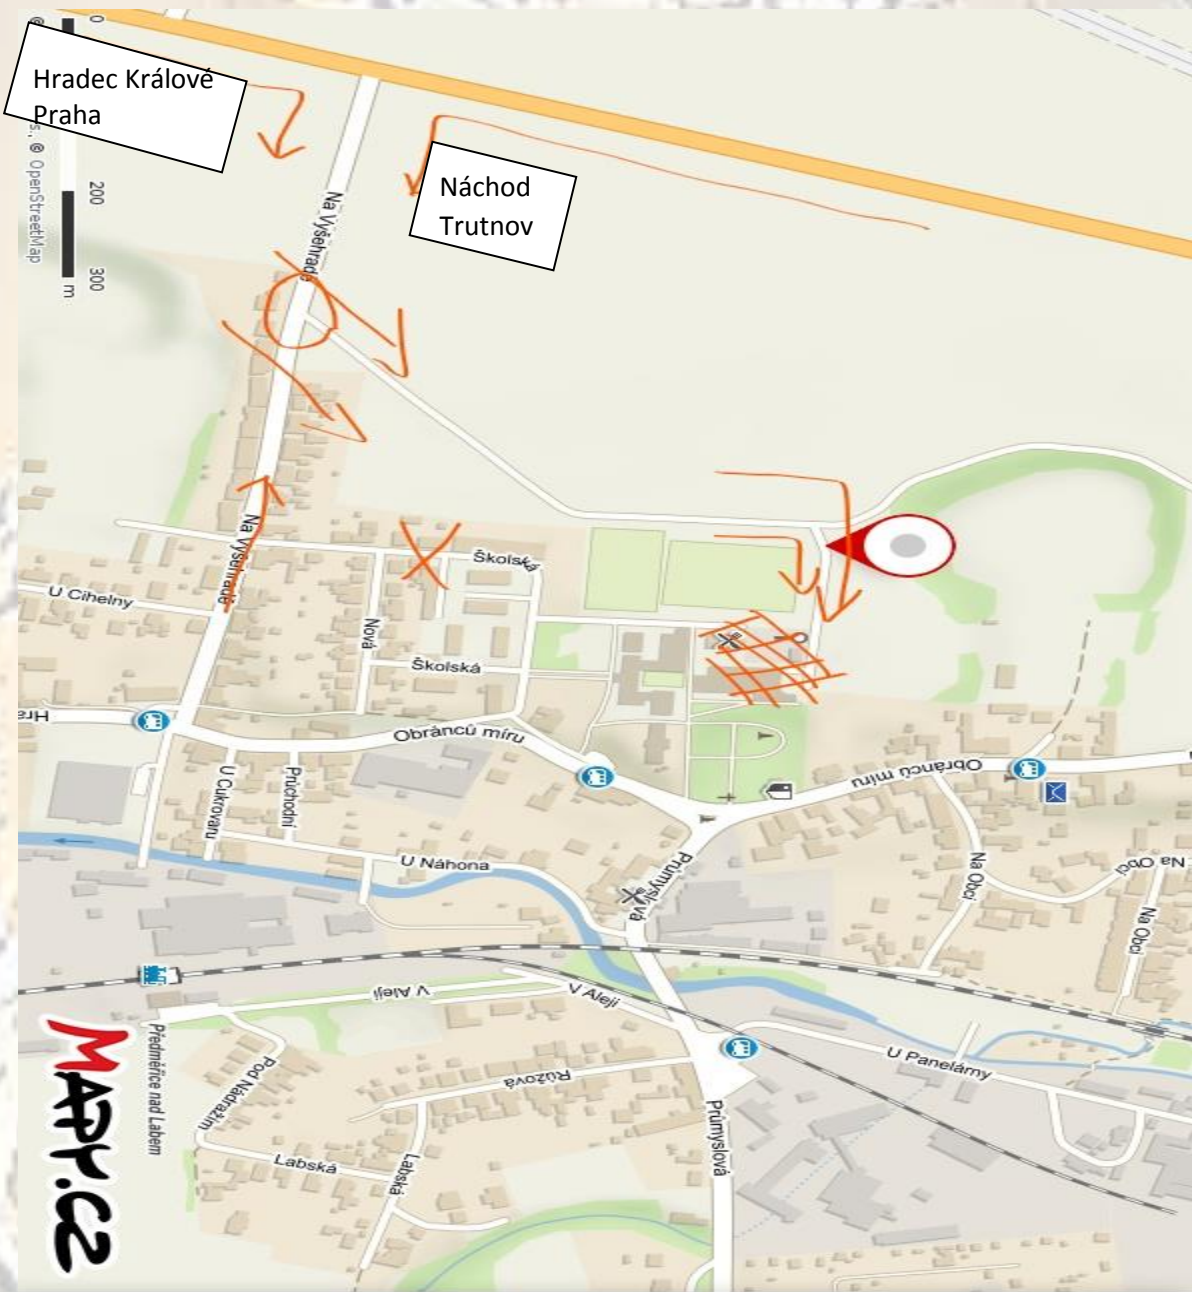 Hradec Králové
Praha
Náchod
Trutnov
0
200
300
m
© OpenStreetMap
Na Vyšehradě
Na Vyšehradě
U Cihelny
Školská
Nová
Školská
Hra
Obránců míru
Obránců míru
U Cukrovaru
Průchodní
U Náhona
Průmyslová
Na Obci
Na Obci
Na Obci
V Aleji
V Aleji
U Panelárny
Předměřice nad Labem
Pod Nádražím
Růžová
Labská
Labská
Průmyslová
MAPY.CZ